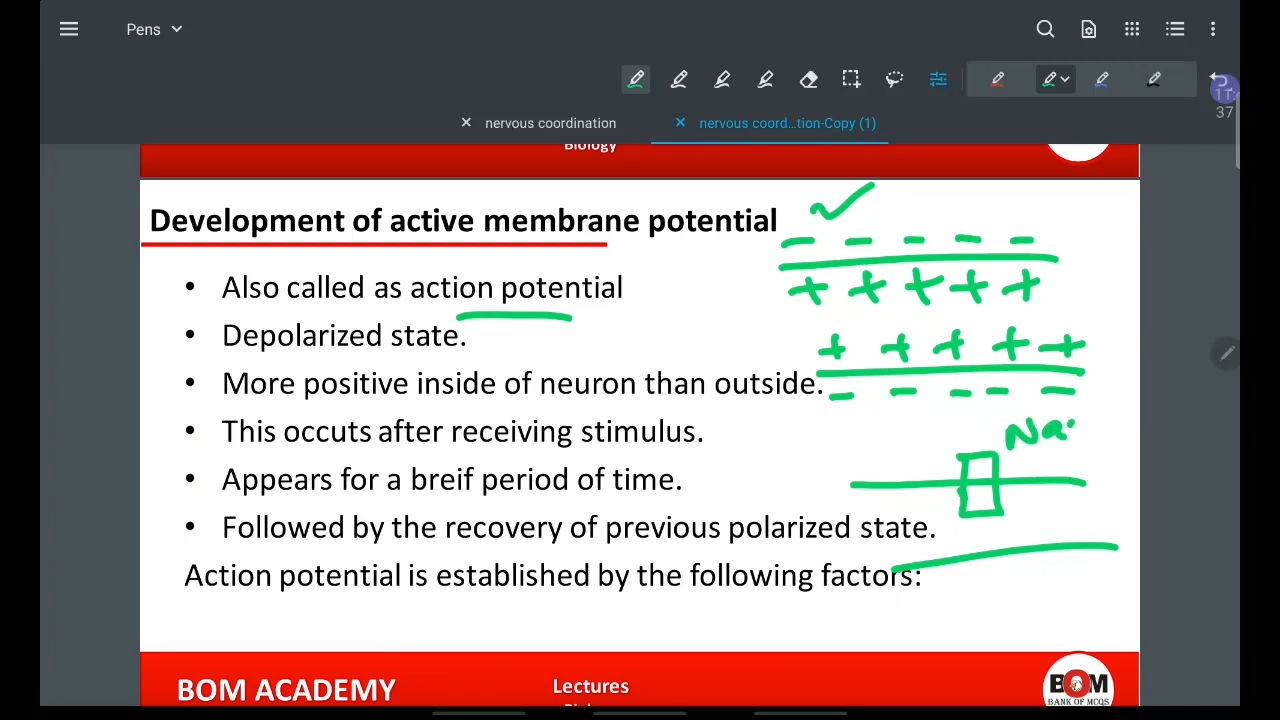 Pens
11
37
nervous coordination
nervous coord...tion-Copy (1)
Biology
Development of active membrane potential
• Also called as action potential
• Depolarized state.
• More positive inside of neuron than outside.
• This occuts after receiving stimulus.
Na+
• Appears for a breif period of time.
• Followed by the recovery of previous polarized state.
Action potential is established by the following factors:
BOM ACADEMY
Lectures
BOM
BANK OF MCQS